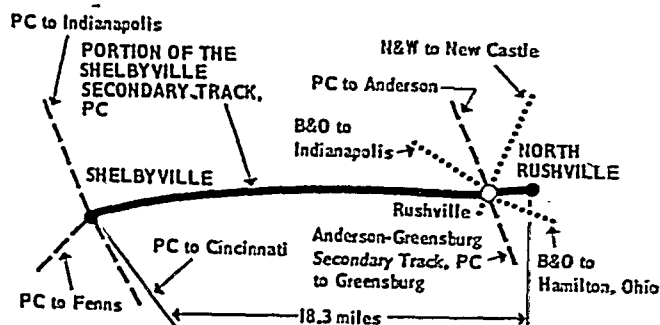 PC to Indianapolis
PORTION OF THE
SHELBYVILLE
SECONDARY TRACK,
PC
N&W to New Castle
PC to Anderson
B&O to
Indianapolis
NORTH
RUSHVILLE
SHELBYVILLE
Rushville
PC to Cincinnati
Anderson-Greensburg
Secondary Track, PC
to Greensburg
B&O to
Hamilton, Ohio
PC to Fenns
18.3 miles